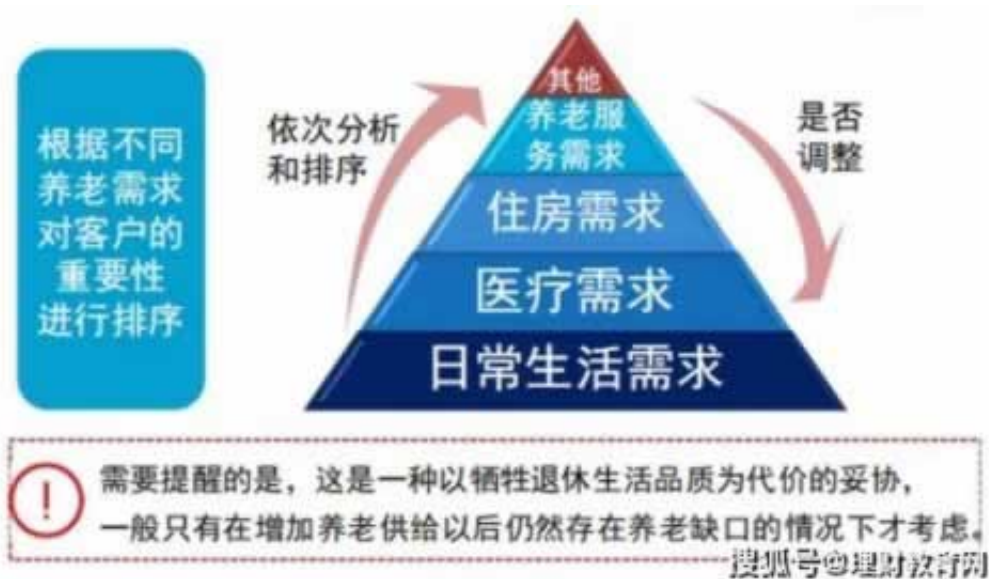 根据不同
养老需求
对客户的
重要性
进行排序
依次分析
和排序
其他
养老服
务需求
住房需求
医疗需求
日常生活需求
是否
调整
!
需要提醒的是，这是一种以牺牲退休生活品质为代价的妥协，
一般只有在增加养老供给以后仍然存在养老缺口的情况下才考虑。
搜狐号@理财教育网